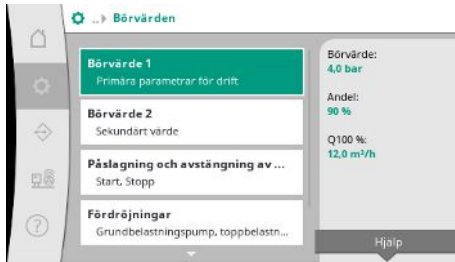 ..▸ Börvärden
Börvärde 1
Primära parametrar för drift
Börvärde 2
Sekundärt värde
Påslagning och avstängning av ...
Start, Stopp
Fördröjningar
Grundbelastningspump, toppbelastn...
Börvärde:
4,0 bar
Andel:
90 %
Q100 %:
12,0 m³/h
Hjälp